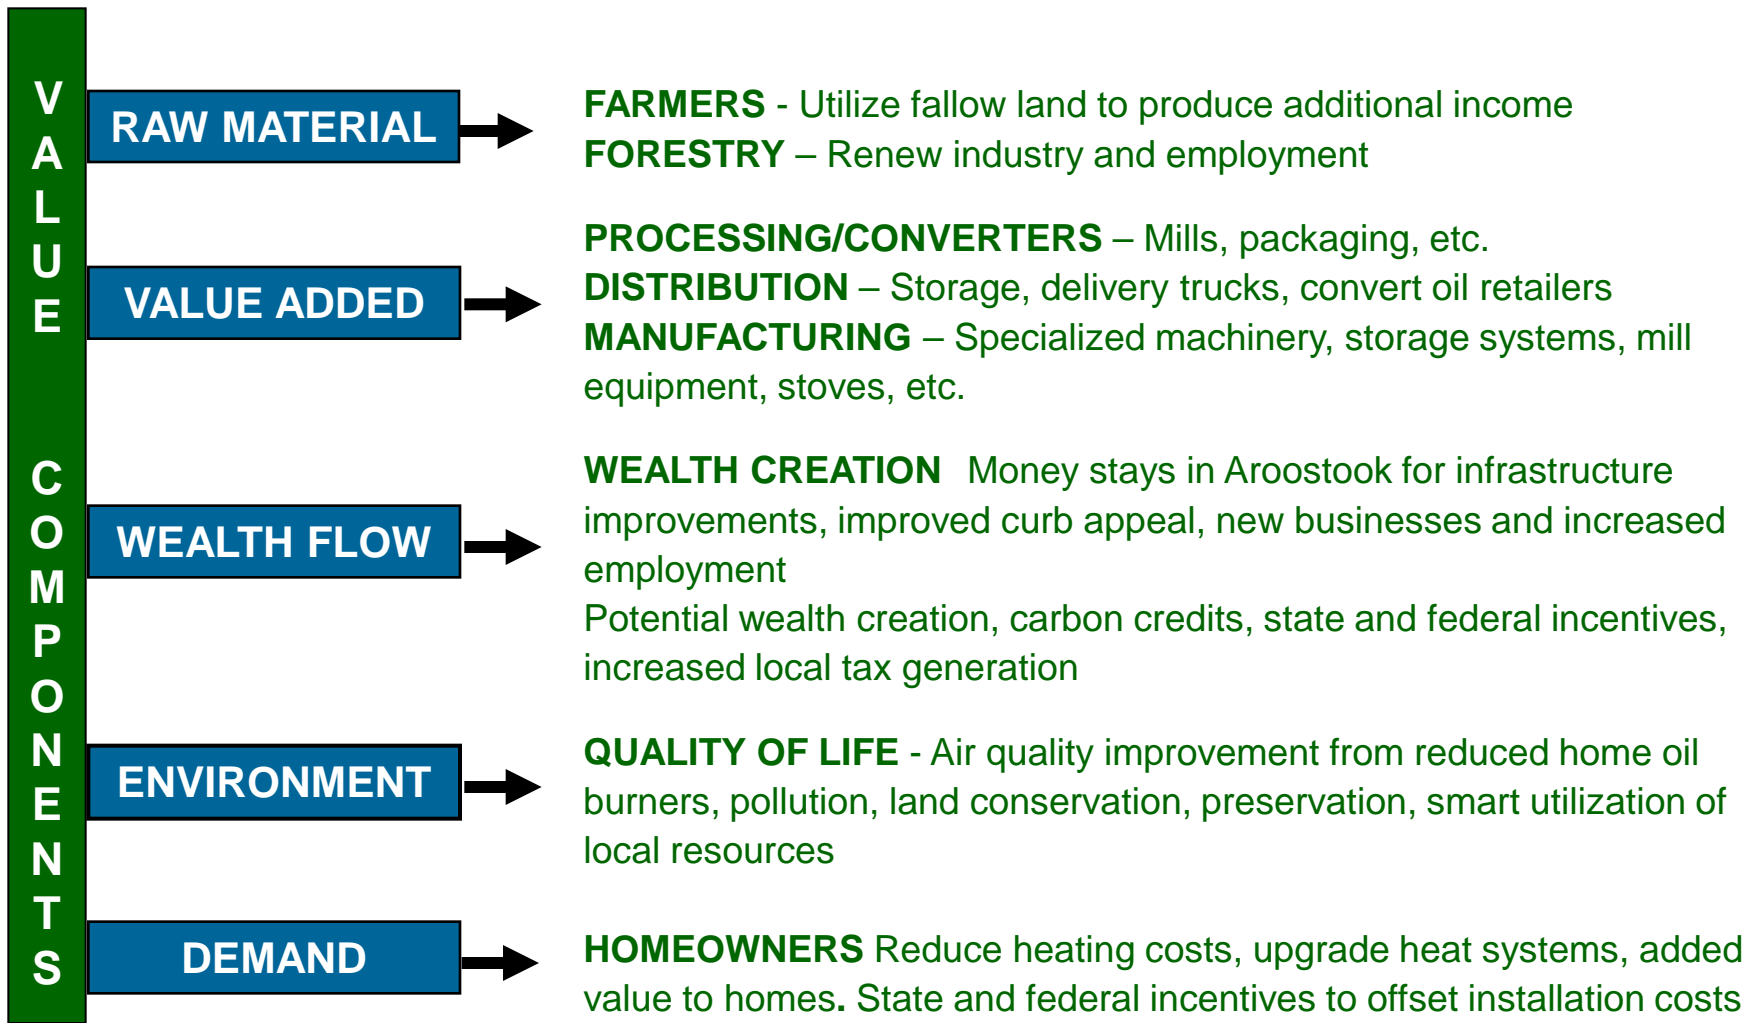 VALUE COMPONENTS
RAW MATERIAL
FARMERS - Utilize fallow land to produce additional income
FORESTRY – Renew industry and employment
VALUE ADDED
PROCESSING/CONVERTERS – Mills, packaging, etc.
DISTRIBUTION – Storage, delivery trucks, convert oil retailers
MANUFACTURING – Specialized machinery, storage systems, mill
equipment, stoves, etc.
WEALTH FLOW
WEALTH CREATION Money stays in Aroostook for infrastructure
improvements, improved curb appeal, new businesses and increased
employment
Potential wealth creation, carbon credits, state and federal incentives,
increased local tax generation
ENVIRONMENT
QUALITY OF LIFE - Air quality improvement from reduced home oil
burners, pollution, land conservation, preservation, smart utilization of
local resources
DEMAND
HOMEOWNERS Reduce heating costs, upgrade heat systems, added
value to homes. State and federal incentives to offset installation costs